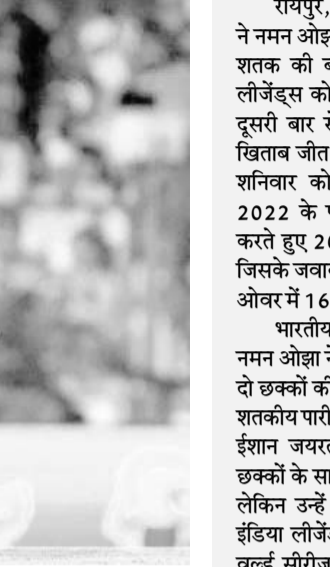 रायपुर,
ने नमन ओझा
शतक की ब
लीजेंड्स को
दूसरी बार से
खिताब जीत
शनिवार को
2022 के प
करते हुए 20
जिसके जवाब
ओवर में 16
भारतीय
नमन ओझा ने
दो छक्कों की
शतकीय पारी
ईशान जयरत
छक्कों के सा
लेकिन उन्हें
इंडिया लीजेंड
वर्ल्ड सीरीज